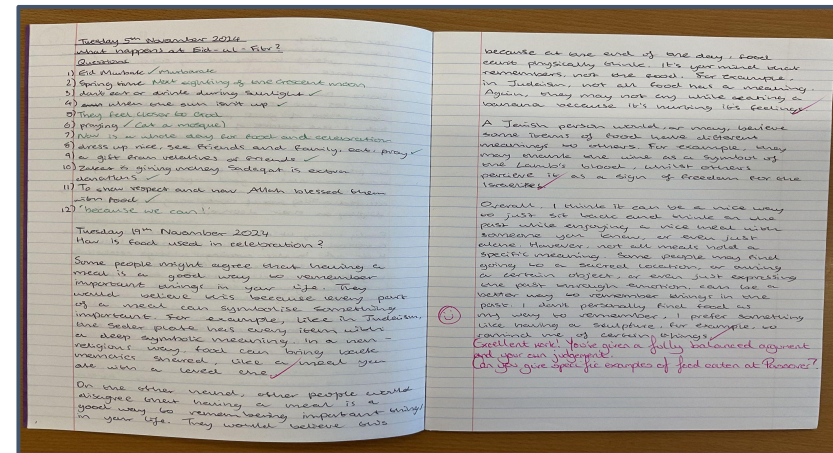 Tuesday 5th November 2024
What happens at Eid-ul-Fitr?
Questions
1) Eid Mubarak ✓ Murbarak
2) Spring time Next sighting of the Crescent moon
3) don't eat or drink during sunlight ✓
4) when the sun isn't up ✓
5) They feel closer to God
6) praying ✓ (at a mosque)
7) is a whole day for food and celebration
8) dress up nice, see friends and family, eat, pray ✓
9) a gift from relatives or friends ✓
10) Zakat is giving money. Sadaqat is extra
donations ✓
11) To show respect and how Allah blessed them
with food ✓
12) 'because we can!'
Tuesday 19th November 2024
How is food used in celebration?
Some people might agree that having a
meal is a good way to remember
important things in your life. They
would believe this because every part
of a meal can symbolise something
important. For example, like in Judaism,
the seder plate has every item with
a deep symbolic meaning. In a non-
religious way, food can bring back
memories shared, like a meal you
ate with a loved one.
On the other hand, other people would
disagree that having a meal is a
good way to remembering important things
in your life. They would believe this
because at the end of the day, food
can't physically think. It's your mind that
remembers, not the food. For example,
in Judaism, not all food has a meaning.
Again, they may not cry while eating a
banana because it's hurting its feelings
A Jewish person would, or may, believe
some items of food have different
meanings to others. For example, they
may think the wine as a symbol of
the Lamb's blood, whilst others
percieve it as a sign of freedom for the
Israelites
Overall, I think it can be a nice way
to just sit back and think on the
past while enjoying a nice meal with
someone you know, or even just
alone. However, not all meals hold a
specific meaning. Some people may find
going to a sacred location, or owning
a certain object, or even just expressing
the past through emotion, can be a
better way to remember things in the
past. I don't personally find food as
my way to remember, I prefer something
like having a sculpture, for example, to
remind me of certain things.
Excellent work! You've given a fully balanced argument
and your own judgement.
Can you give specific examples of food eaten at Passover?